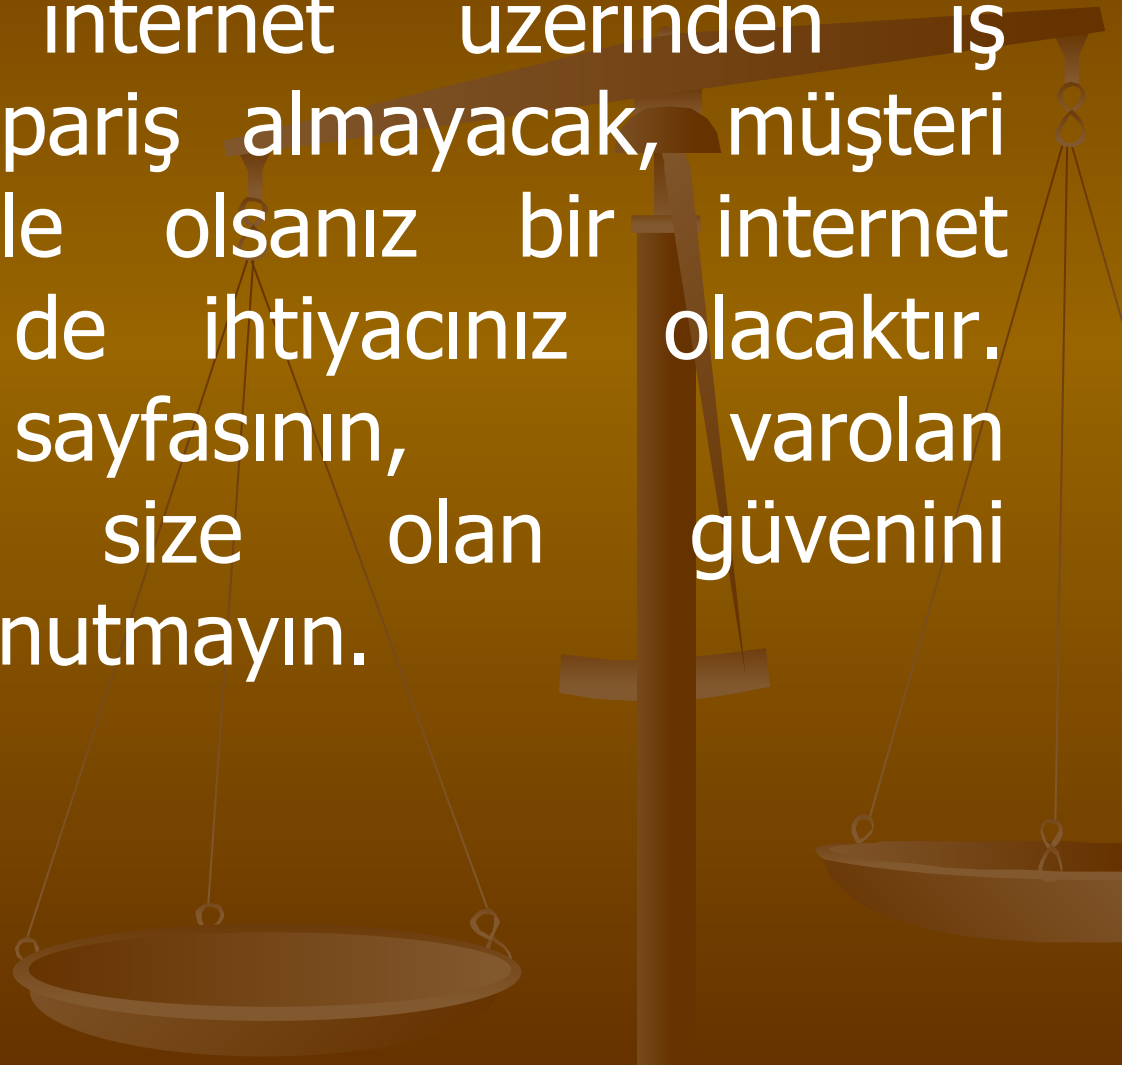 internet üzerinden iş
pariş almayacak, müşteri
le olsanız bir internet
de ihtiyacınız olacaktır.
sayfasının, varolan
size olan güvenini
nutmayın.